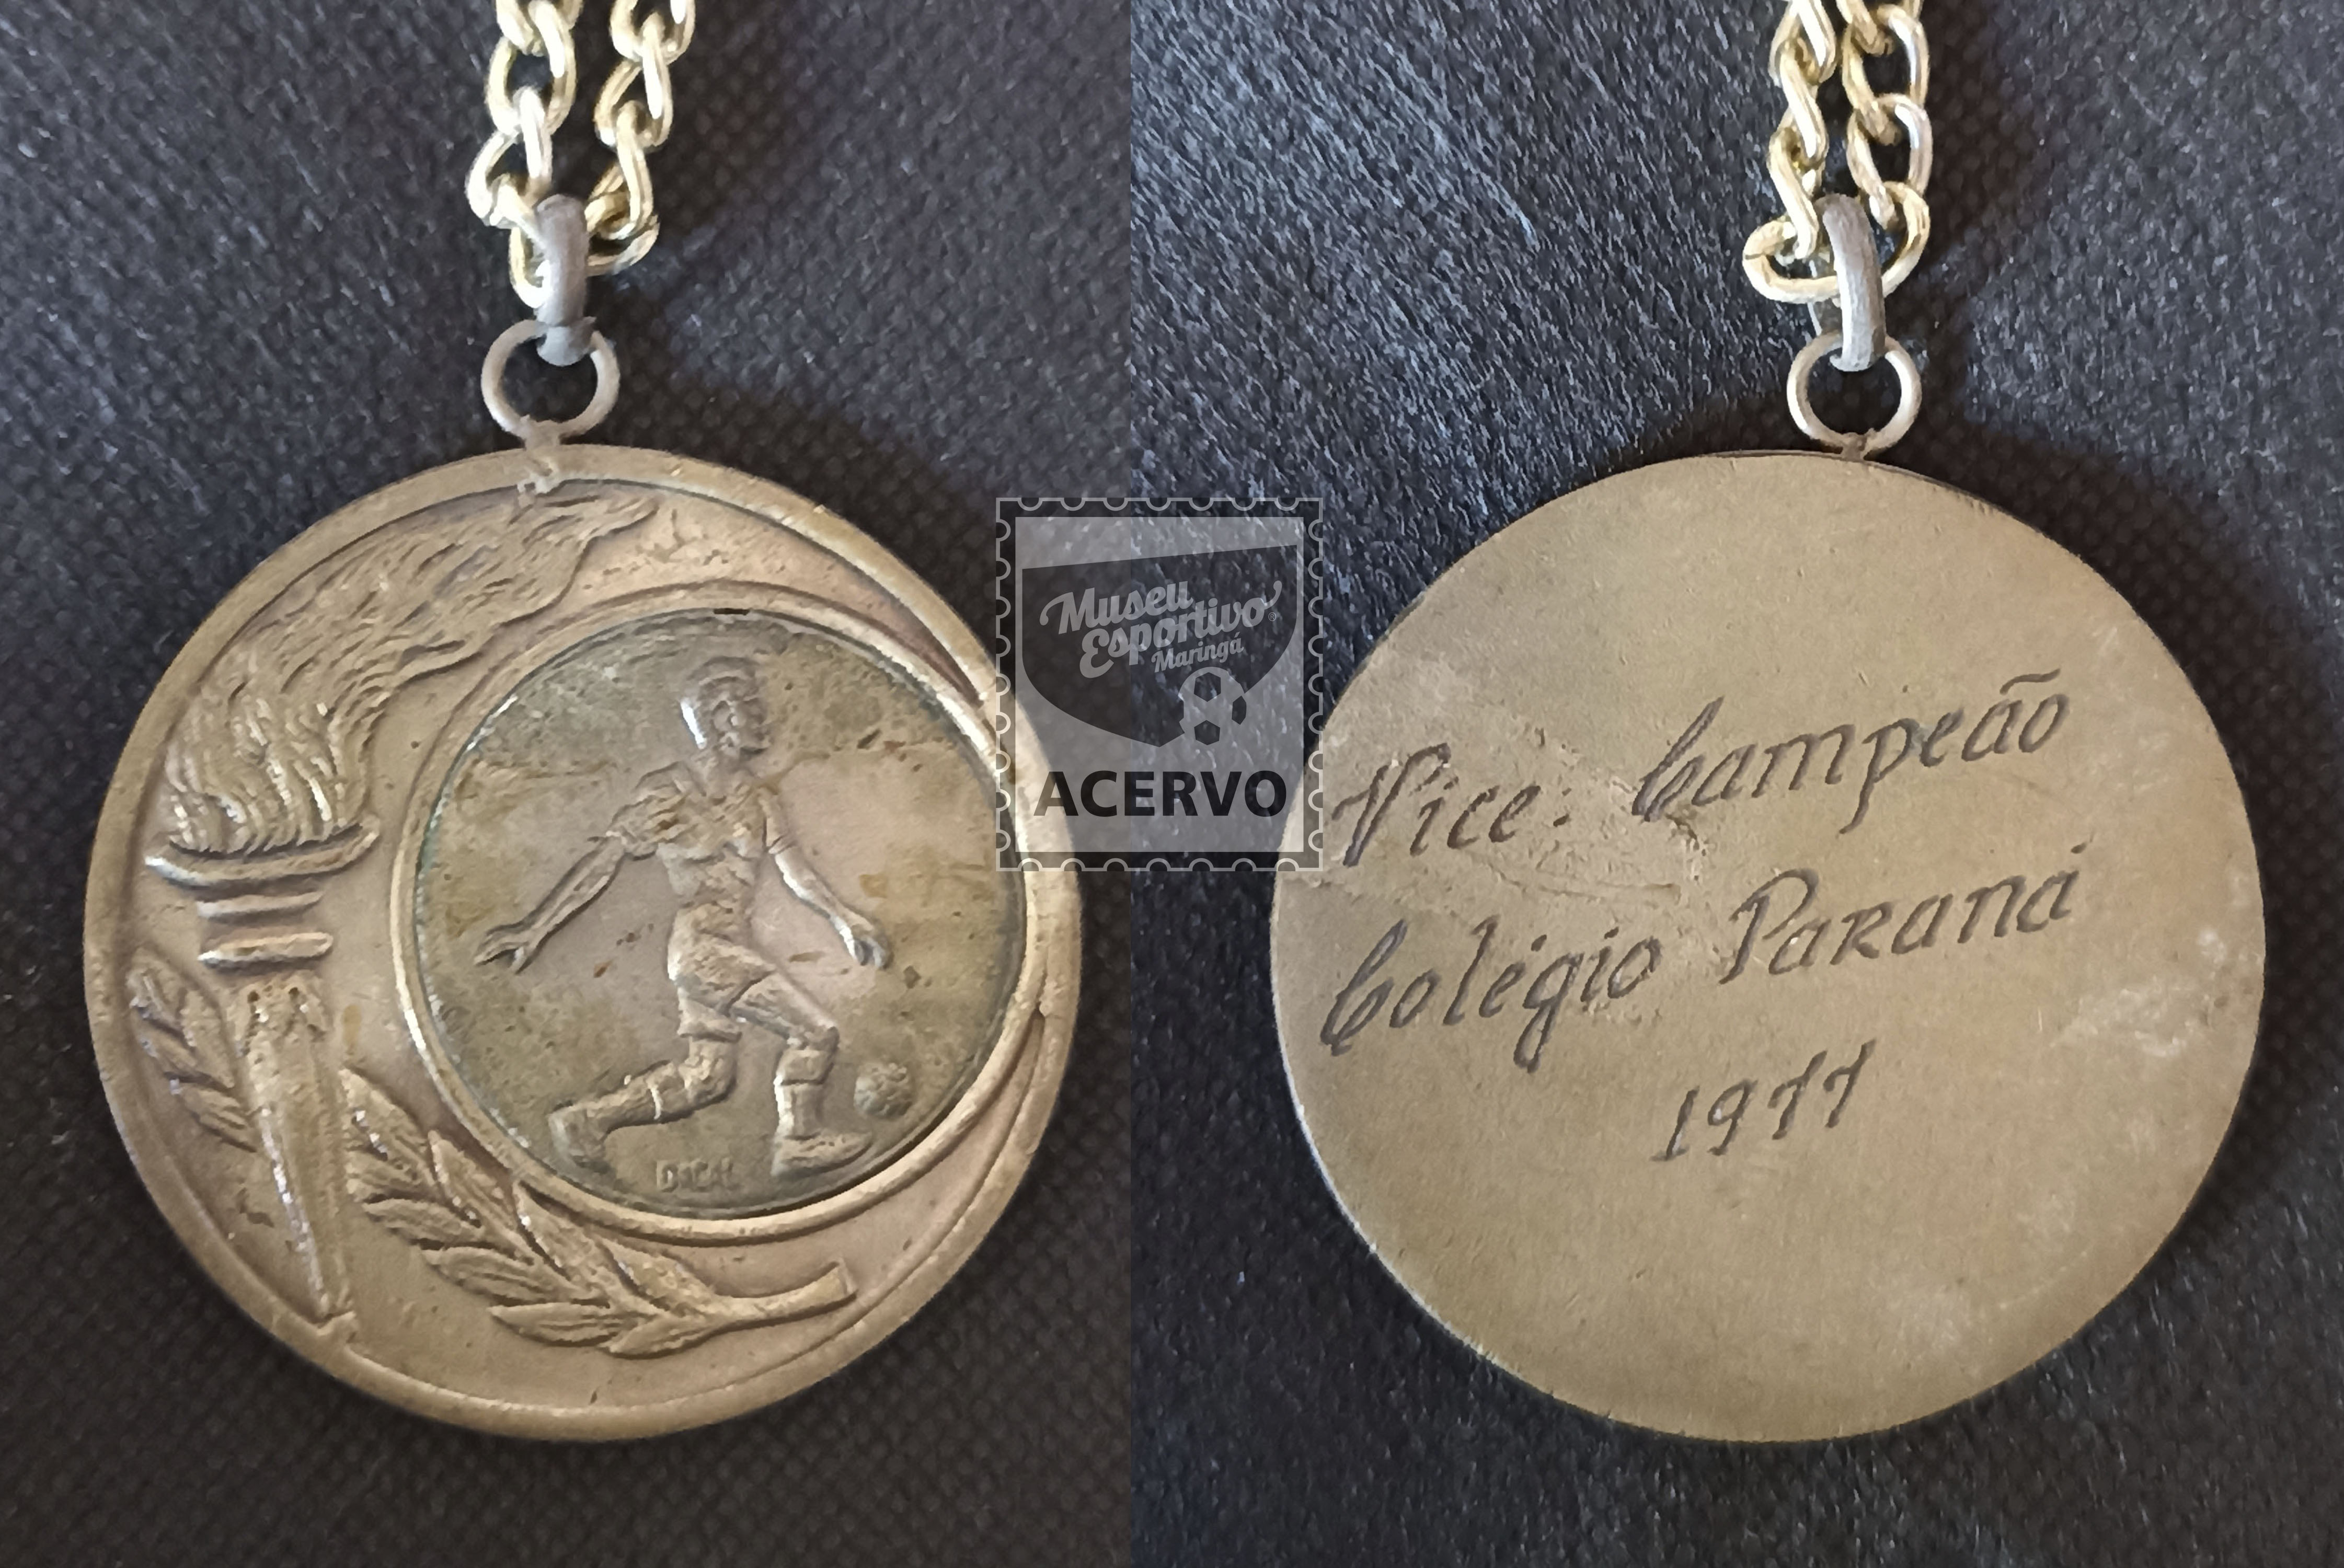 Museu
Esportivo
Maringá
ACERVO
Vice: Campeão
Colégio Paraná
1977